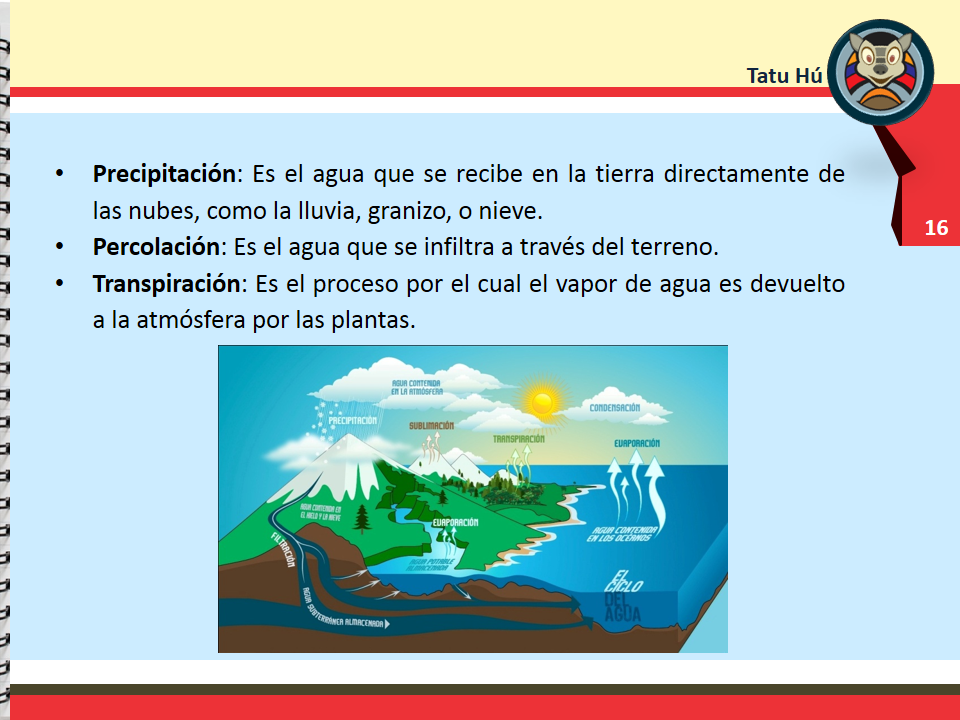 Tatu Hú
16
• Precipitación: Es el agua que se recibe en la tierra directamente de
las nubes, como la lluvia, granizo, o nieve.
• Percolación: Es el agua que se infiltra a través del terreno.
• Transpiración: Es el proceso por el cual el vapor de agua es devuelto
a la atmósfera por las plantas.
AGUA CONTENIDA
EN LA ATMÓSFERA
PRECIPITACIÓN
SUBLIMACIÓN
TRANSPIRACIÓN
CONDENSACIÓN
EVAPORACIÓN
AGUA CONTENIDA EN
EL HIELO Y LA NIEVE
EVAPORACIÓN
AGUA CONTENIDA
EN LOS OCÉANOS
FILTRACIÓN
AGUA POTABLE
ALMACENADA
AGUA SUBTERRÁNEA ALMACENADA
EL
CICLO
DEL
AGUA